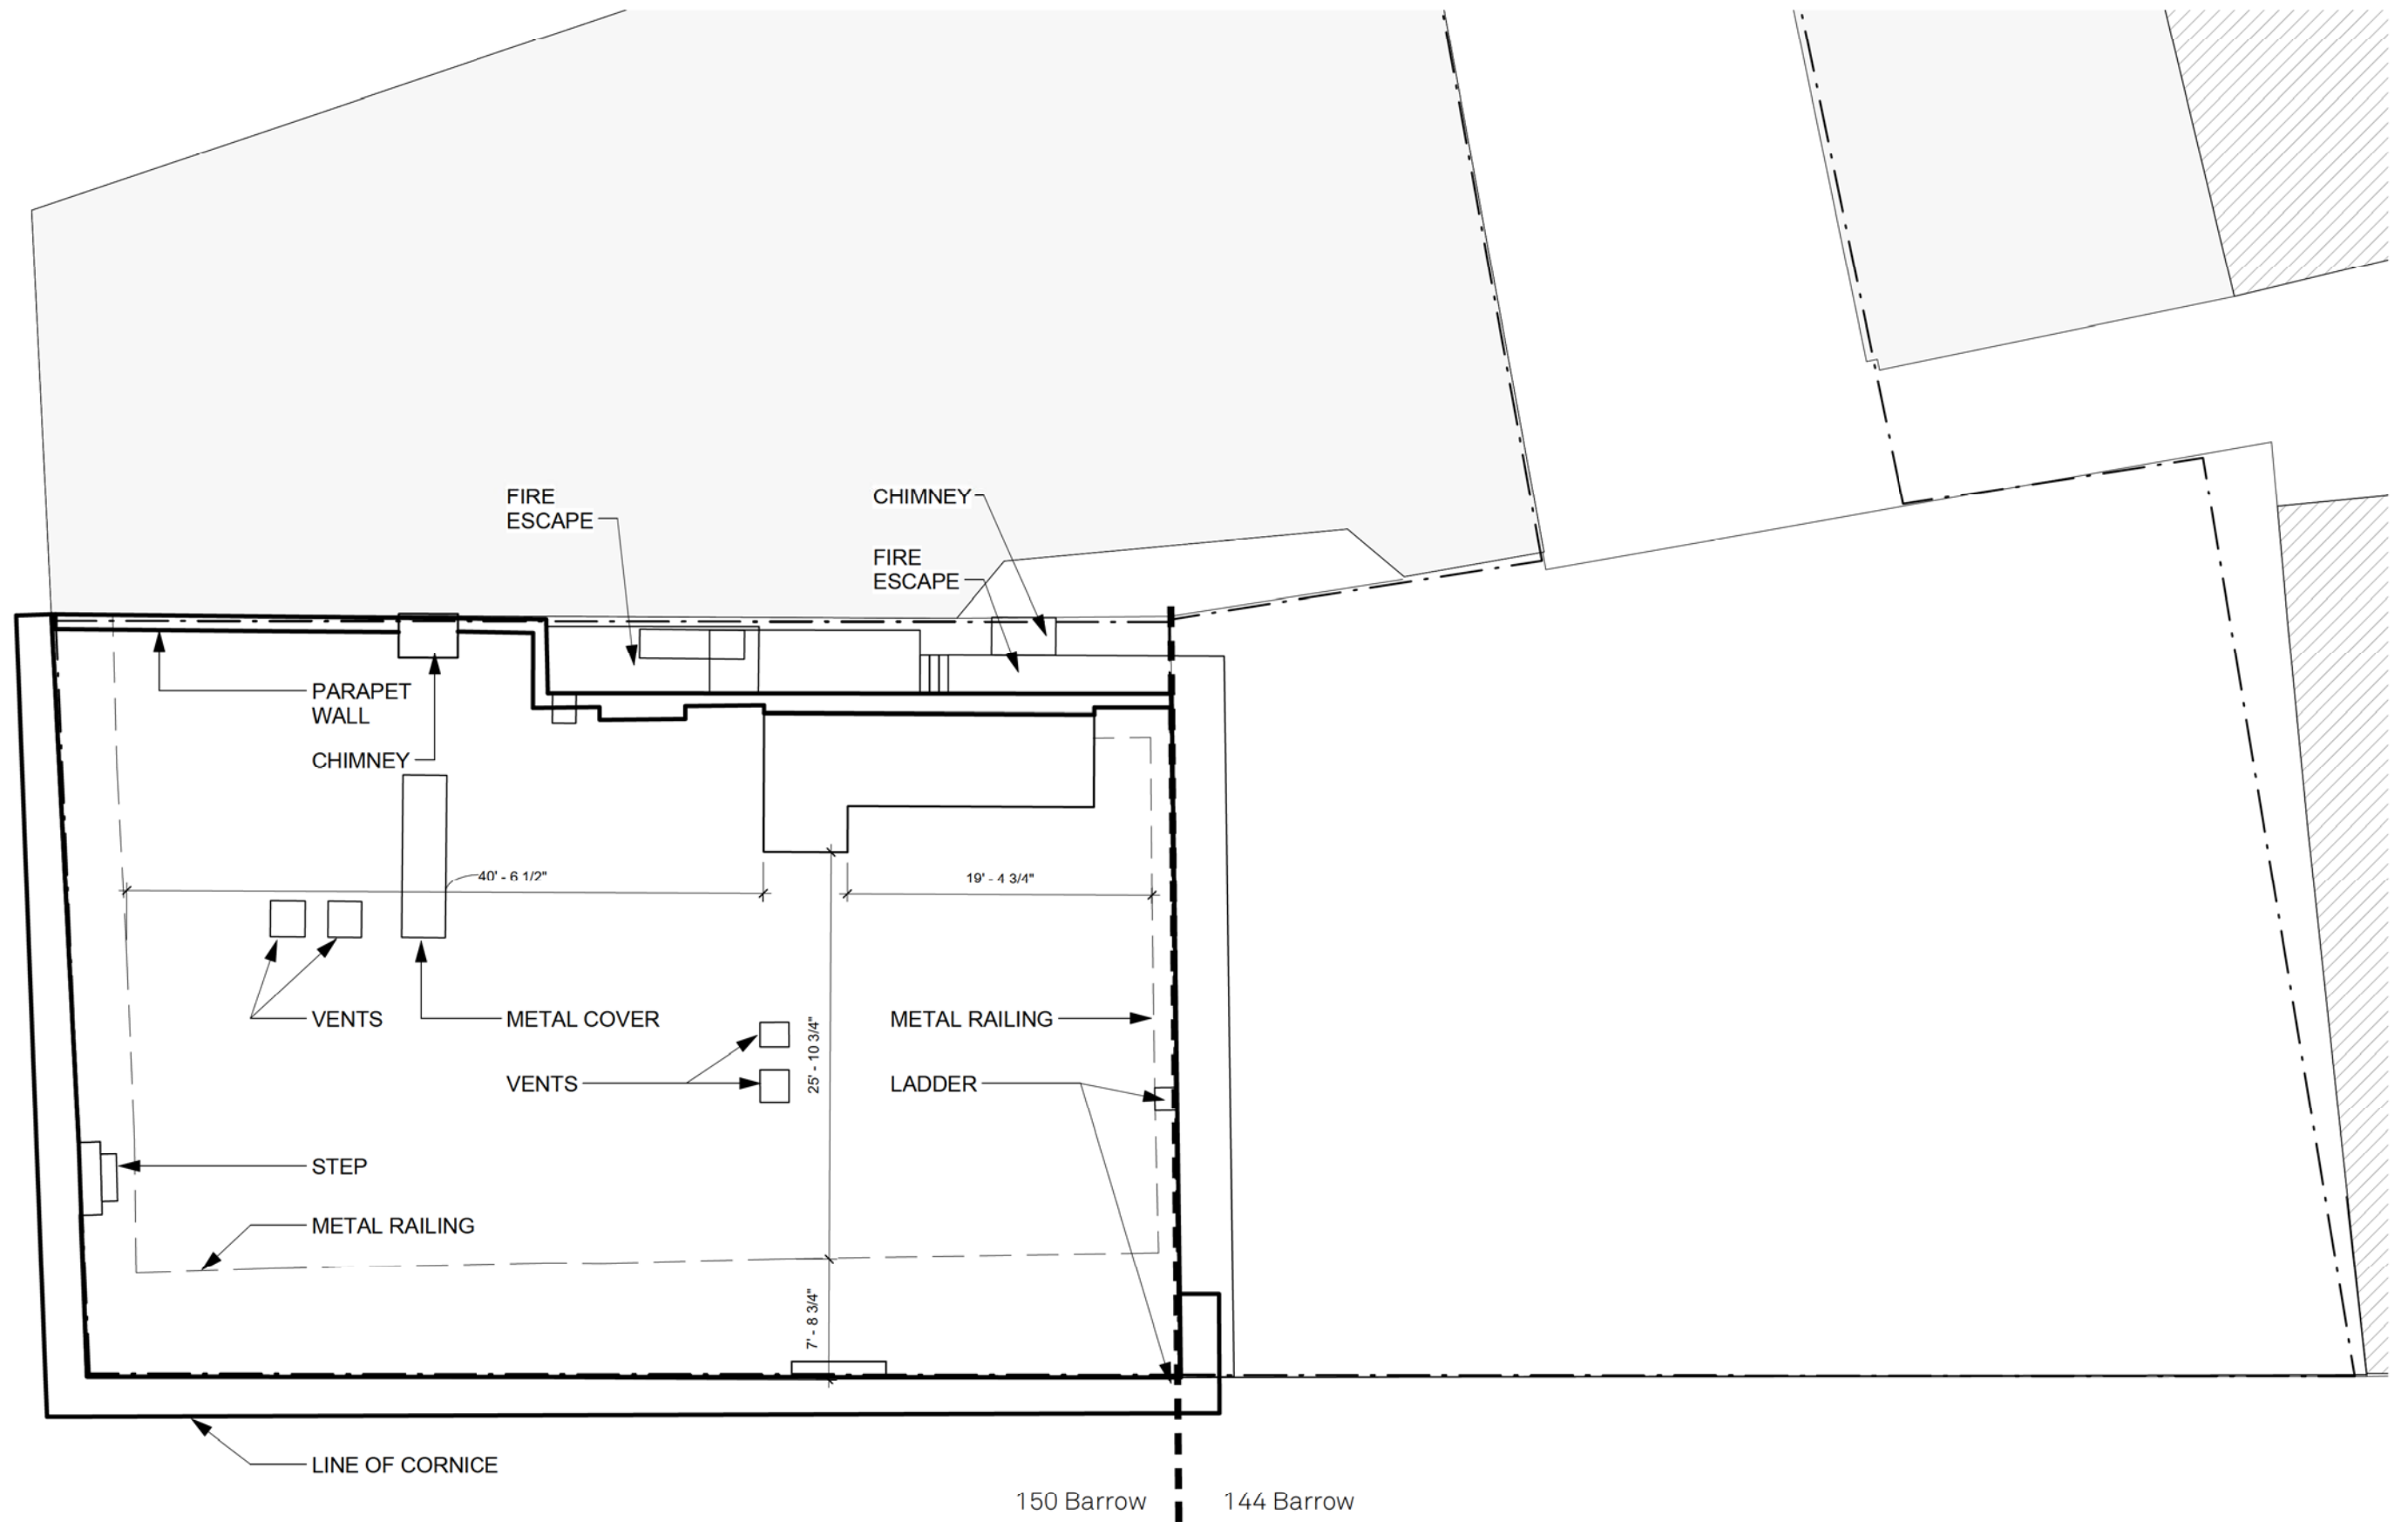 FIRE
ESCAPE
CHIMNEY
FIRE
ESCAPE
PARAPET
WALL
CHIMNEY
40' - 6 1/2"
19' - 4 3/4"
VENTS
METAL COVER
METAL RAILING
25' - 10 3/4"
VENTS
LADDER
STEP
METAL RAILING
7' - 8 3/4"
LINE OF CORNICE
150 Barrow
144 Barrow